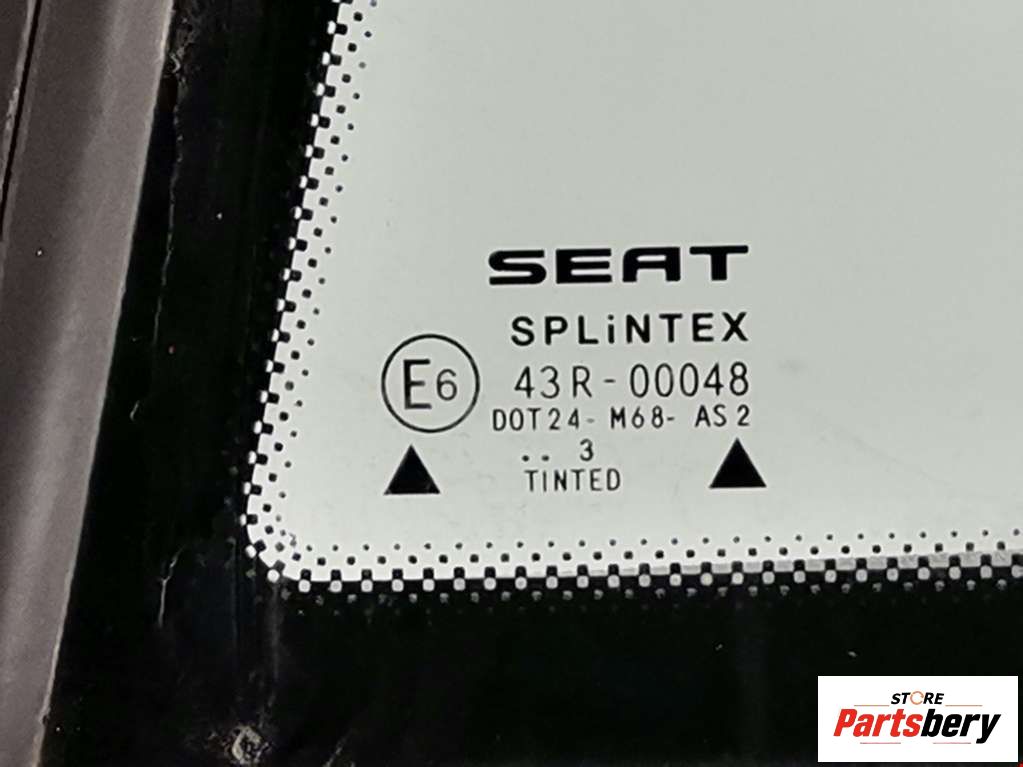 SEAT
SPLiNTEX
E6 43R-00048
DOT24- M68- AS2
.. 3
TINTED
STORE
Partsbery